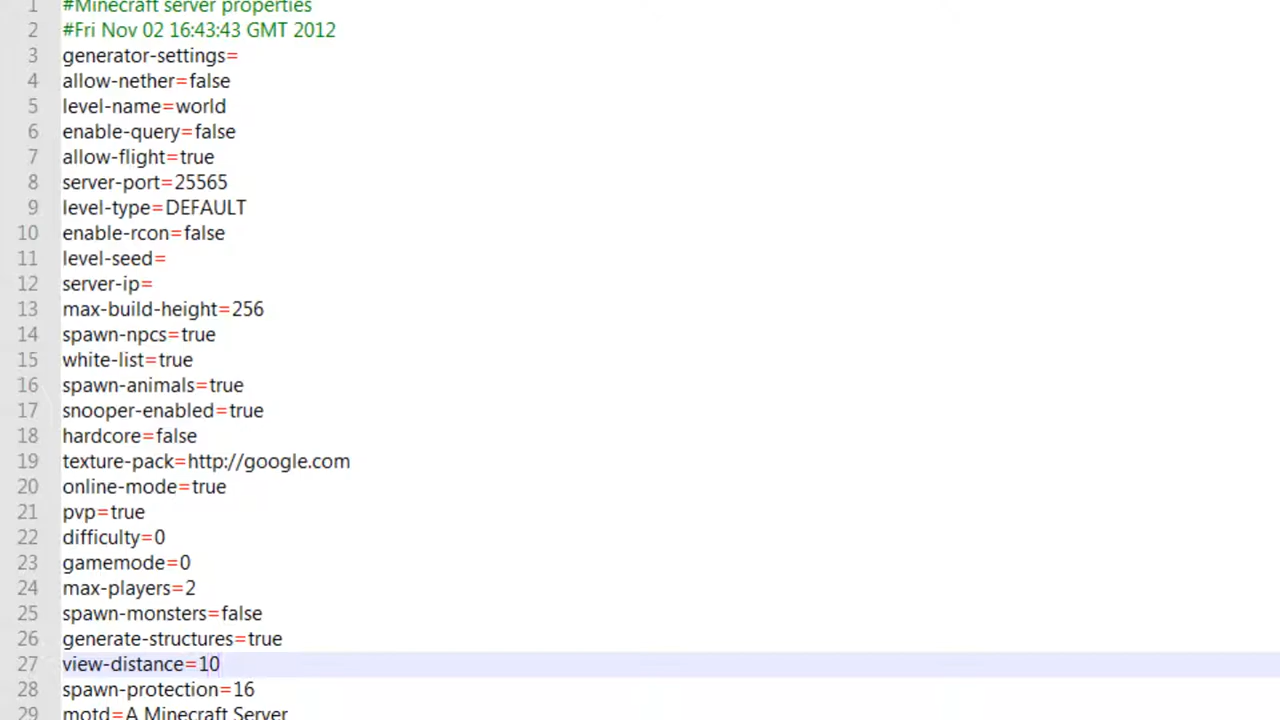 1 #Minecraft server properties
2 #Fri Nov 02 16:43:43 GMT 2012
3 generator-settings=
4 allow-nether=false
5 level-name=world
6 enable-query=false
7 allow-flight=true
8 server-port=25565
9 level-type=DEFAULT
10 enable-rcon=false
11 level-seed=
12 server-ip=
13 max-build-height=256
14 spawn-npcs=true
15 white-list=true
16 spawn-animals=true
17 snooper-enabled=true
18 hardcore=false
19 texture-pack=http://google.com
20 online-mode=true
21 pvp=true
22 difficulty=0
23 gamemode=0
24 max-players=2
25 spawn-monsters=false
26 generate-structures=true
27 view-distance=10
28 spawn-protection=16
29 motd=A Minecraft Server